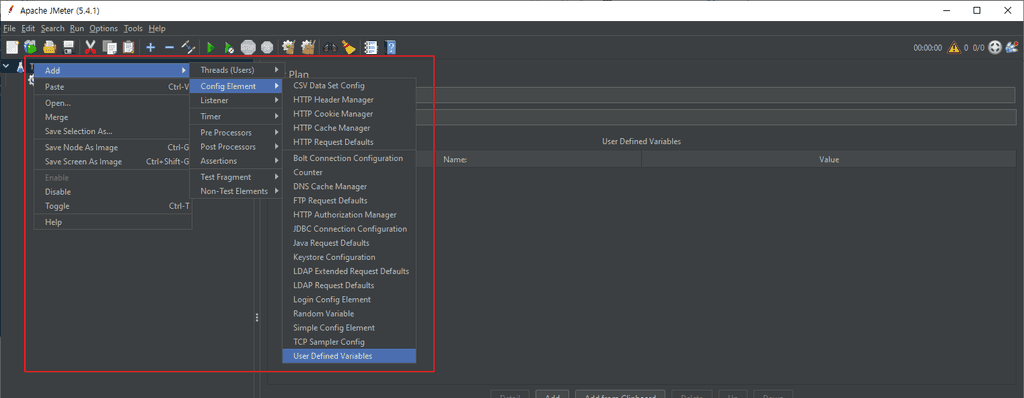 Apache JMeter (5.4.1)
File Edit Search Run Options Tools Help
00:00:00 0 0/0
T
Add
Paste Ctrl-V
Open...
Merge
Save Selection As...
Save Node As Image Ctrl-G
Save Screen As Image Ctrl+Shift-G
Enable
Disable
Toggle Ctrl-T
Help
Threads (Users)
Config Element
Listener
Timer
Pre Processors
Post Processors
Assertions
Test Fragment
Non-Test Elements
CSV Data Set Config
HTTP Header Manager
HTTP Cookie Manager
HTTP Cache Manager
HTTP Request Defaults
Bolt Connection Configuration
Counter
DNS Cache Manager
FTP Request Defaults
HTTP Authorization Manager
JDBC Connection Configuration
Java Request Defaults
Keystore Configuration
LDAP Extended Request Defaults
LDAP Request Defaults
Login Config Element
Random Variable
Simple Config Element
TCP Sampler Config
User Defined Variables
Plan
User Defined Variables
Name: Value
Detail Add Add from Clipboard Delete Up Down